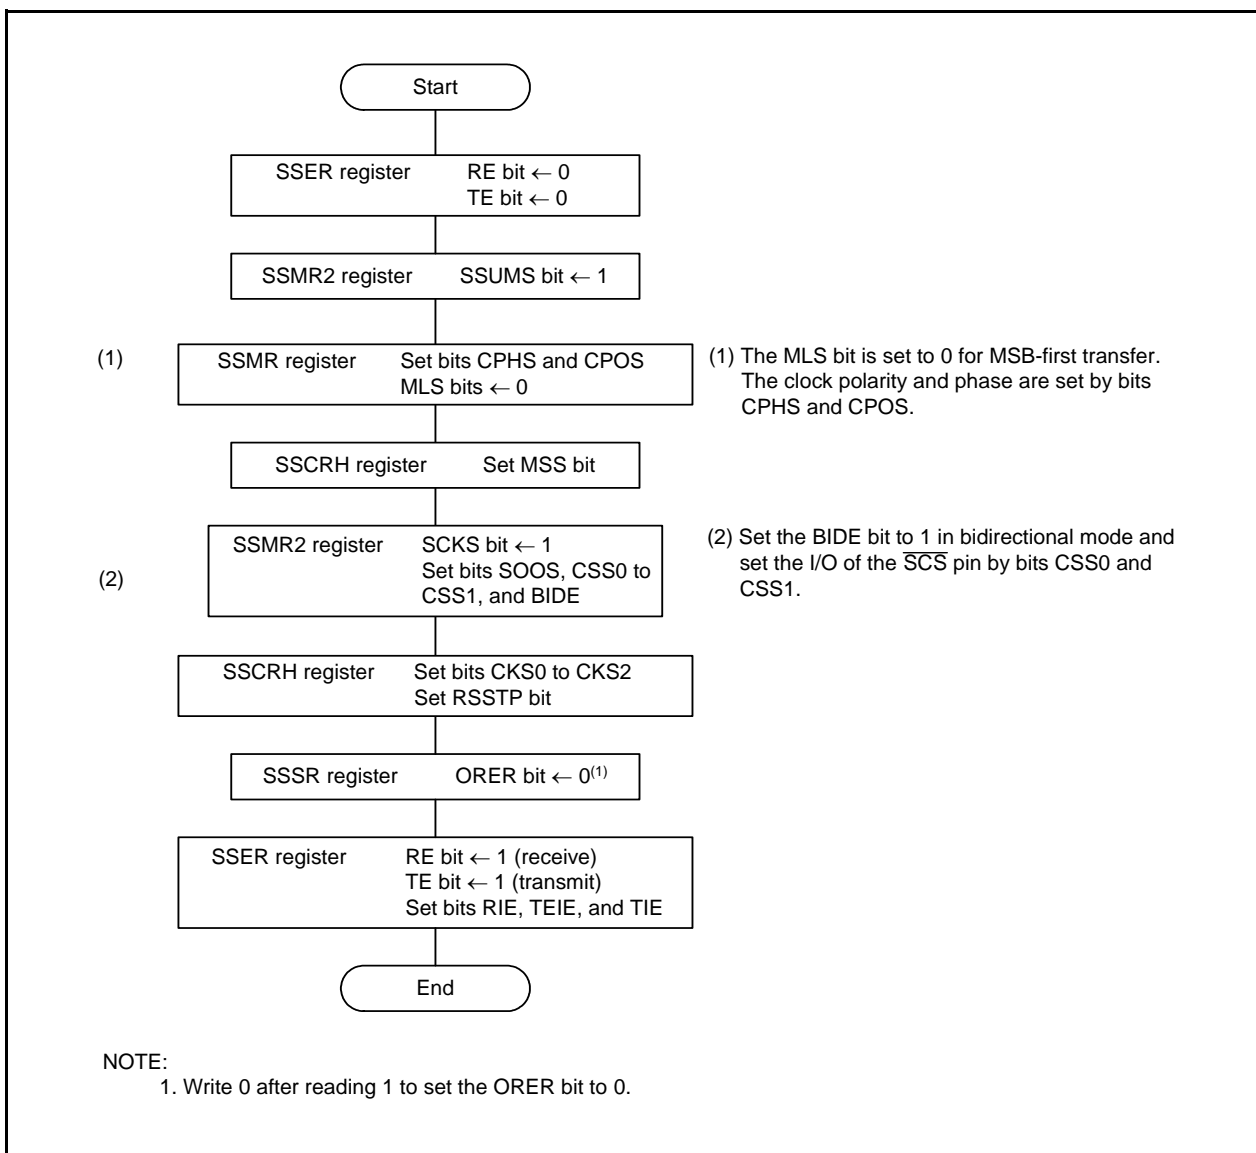 Start
SSER register RE bit ← 0
TE bit ← 0
SSMR2 register SSUMS bit ← 1
(1) SSMR register Set bits CPHS and CPOS
MLS bits ← 0
(1) The MLS bit is set to 0 for MSB-first transfer.
The clock polarity and phase are set by bits
CPHS and CPOS.
SSCRH register Set MSS bit
(2) SSMR2 register SCKS bit ← 1
Set bits SOOS, CSS0 to
CSS1, and BIDE
(2) Set the BIDE bit to 1 in bidirectional mode and
set the I/O of the S̅C̅S̅ pin by bits CSS0 and
CSS1.
SSCRH register Set bits CKS0 to CKS2
Set RSSTP bit
SSSR register ORER bit ← 0(1)
SSER register RE bit ← 1 (receive)
TE bit ← 1 (transmit)
Set bits RIE, TEIE, and TIE
End
NOTE:
1. Write 0 after reading 1 to set the ORER bit to 0.